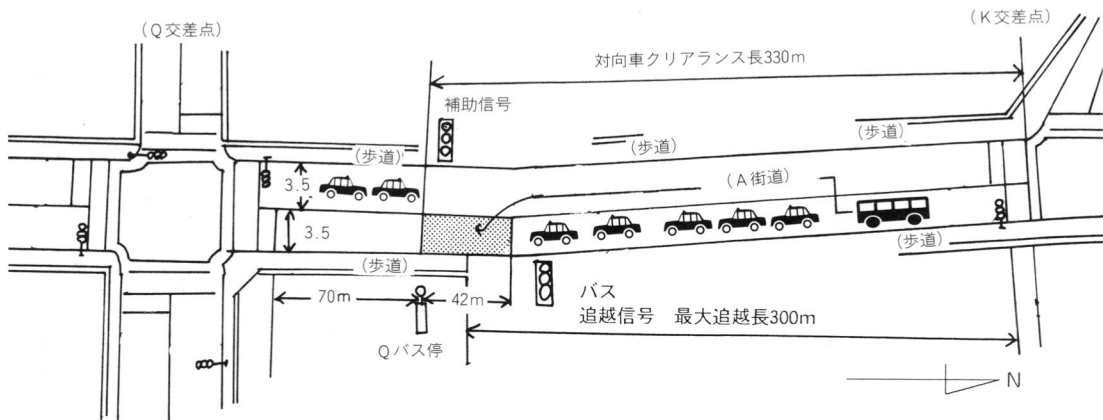 （Q交差点）
（K交差点）
対向車クリアランス長330m
補助信号
（歩道）
（歩道）
（歩道）
3.5
（A街道）
3.5
（歩道）
（歩道）
70m
42m
バス
追越信号 最大追越長300m
Qバス停
N